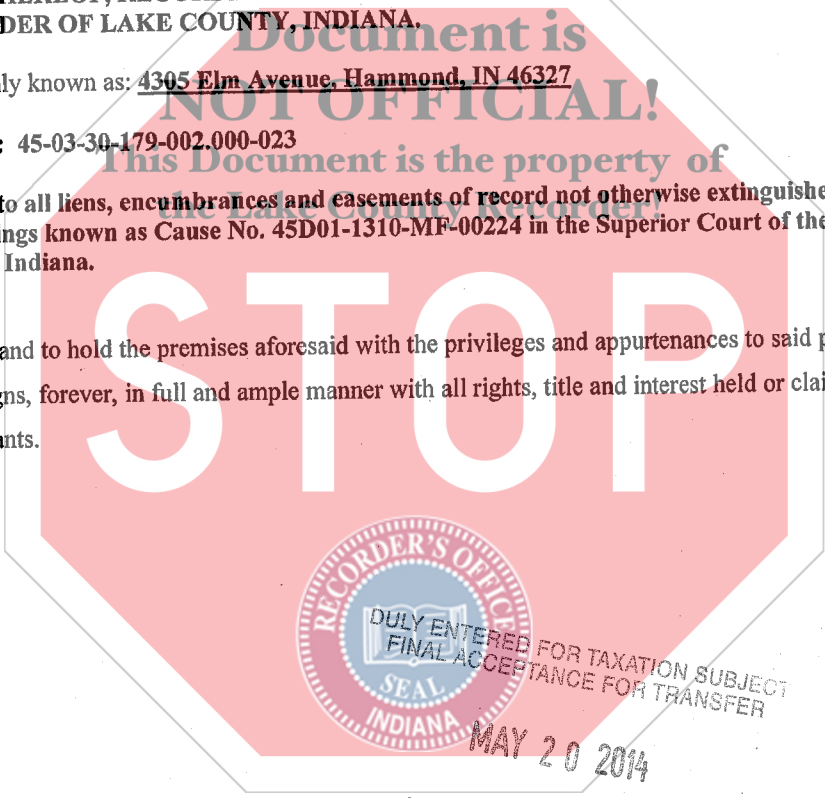 DER OF LAKE COUNTY, INDIANA.
Document is
ly known as: 4305 Elm Avenue, Hammond, IN 46327
NOT OFFICIAL!
: 45-03-30-179-002.000-023
This Document is the property of
the Lake County Recorder!
to all liens, encumbrances and easements of record not otherwise extinguishe
ings known as Cause No. 45D01-1310-MF-00224 in the Superior Court of the
Indiana.
STOP
and to hold the premises aforesaid with the privileges and appurtenances to said p
gns, forever, in full and ample manner with all rights, title and interest held or clai
nts.
RECORDER'S OFFICE
SEAL
INDIANA
DULY ENTERED FOR TAXATION SUBJECT
FINAL ACCEPTANCE FOR TRANSFER
MAY 20 2014